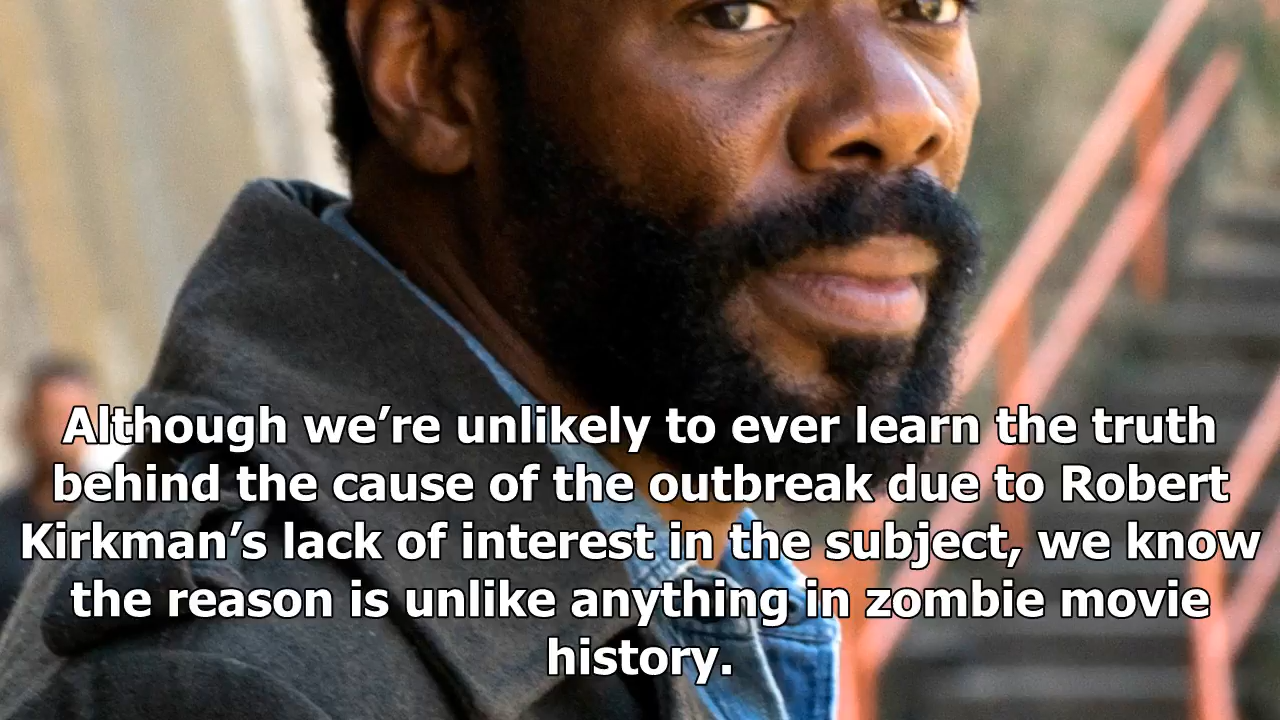 Although we’re unlikely to ever learn the truth
behind the cause of the outbreak due to Robert
Kirkman’s lack of interest in the subject, we know
the reason is unlike anything in zombie movie
history.